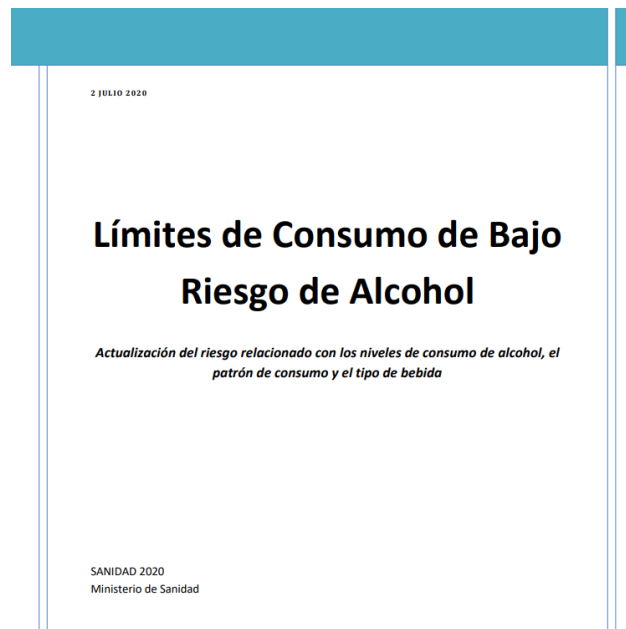 2 JULIO 2020
Límites de Consumo de Bajo
Riesgo de Alcohol
Actualización del riesgo relacionado con los niveles de consumo de alcohol, el
patrón de consumo y el tipo de bebida
SANIDAD 2020
Ministerio de Sanidad